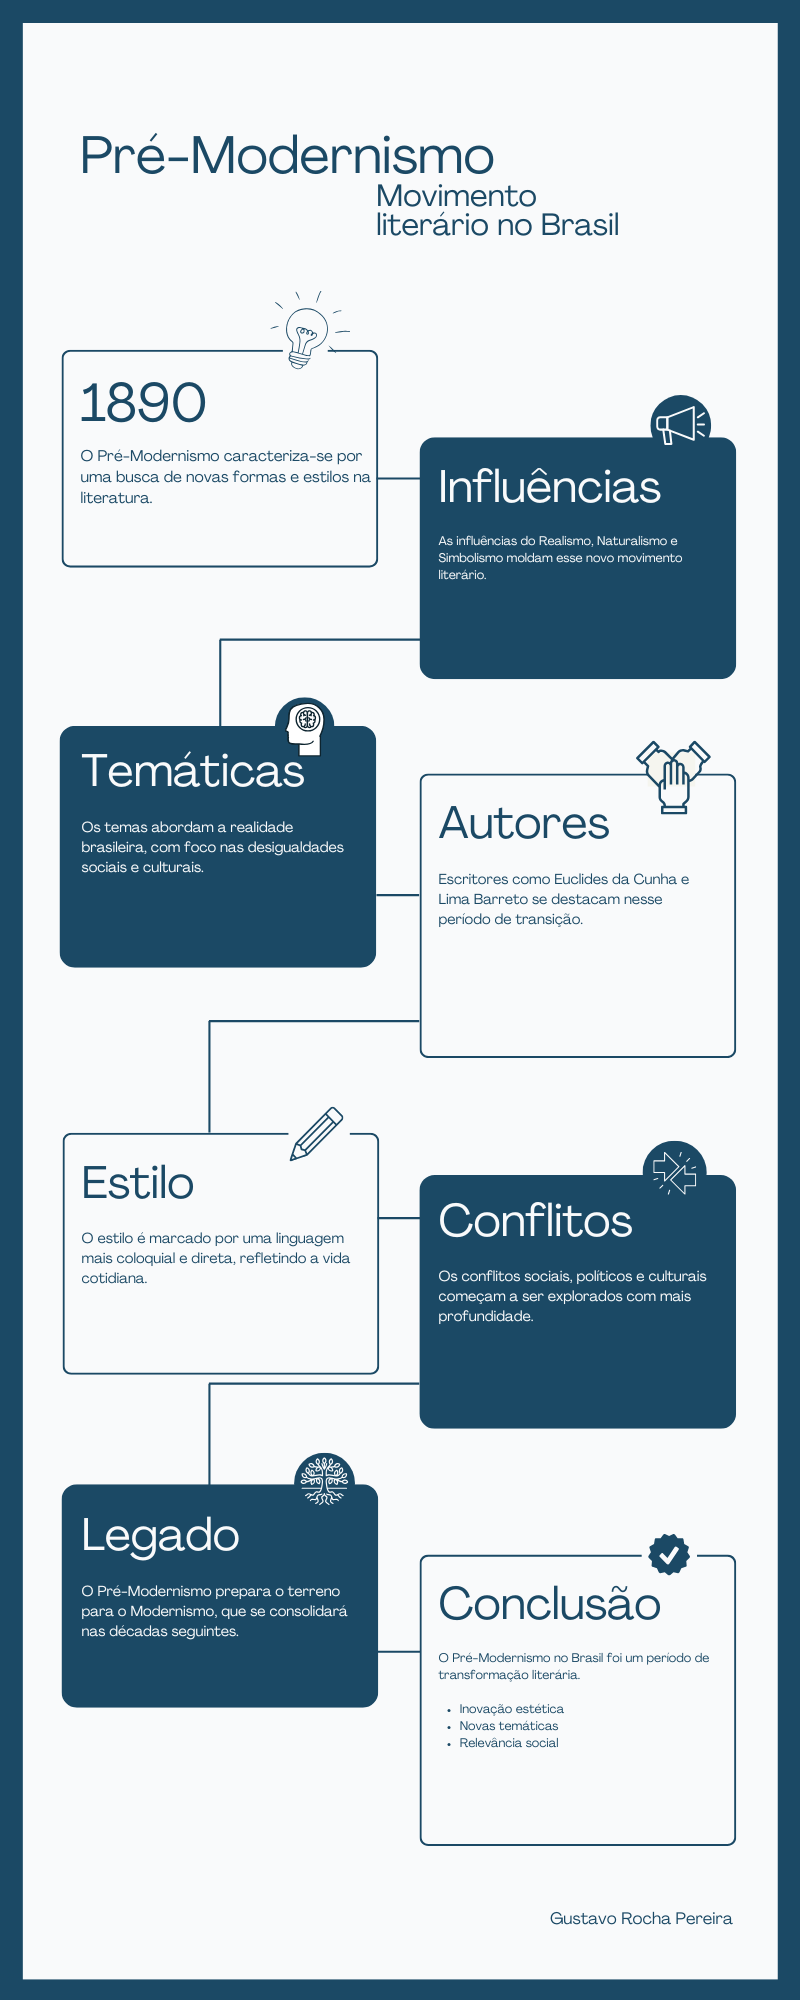 Pré-Modernismo
Movimento
literário no Brasil
1890
O Pré-Modernismo caracteriza-se por
uma busca de novas formas e estilos na
literatura.
Influências
As influências do Realismo, Naturalismo e
Simbolismo moldam esse novo movimento
literário.
Temáticas
Os temas abordam a realidade
brasileira, com foco nas desigualdades
sociais e culturais.
Autores
Escritores como Euclides da Cunha e
Lima Barreto se destacam nesse
período de transição.
Estilo
O estilo é marcado por uma linguagem
mais coloquial e direta, refletindo a vida
cotidiana.
Conflitos
Os conflitos sociais, políticos e culturais
começam a ser explorados com mais
profundidade.
Legado
O Pré-Modernismo prepara o terreno
para o Modernismo, que se consolidará
nas décadas seguintes.
Conclusão
O Pré-Modernismo no Brasil foi um período de
transformação literária.
• Inovação estética
• Novas temáticas
• Relevância social
Gustavo Rocha Pereira